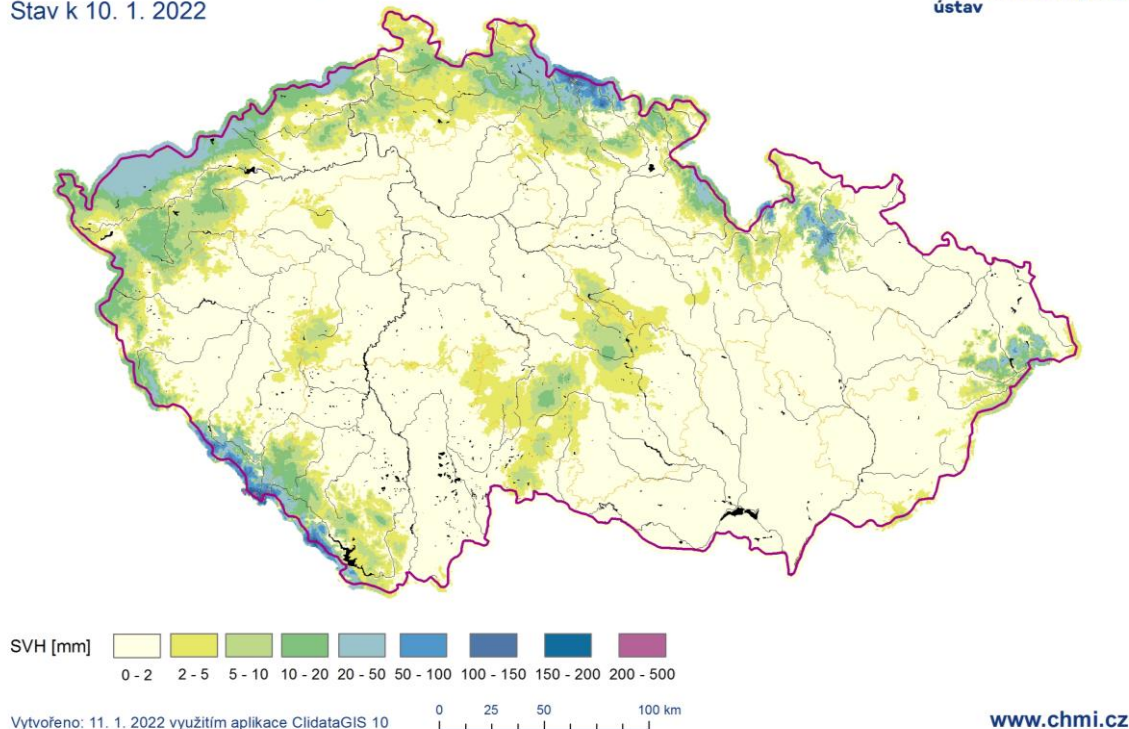 Stav k 10. 1. 2022
ústav
SVH [mm]
0 - 2 2 - 5 5 - 10 10 - 20 20 - 50 50 - 100 100 - 150 150 - 200 200 - 500
0 25 50 100 km
Vytvořeno: 11. 1. 2022 využitím aplikace ClidataGIS 10
www.chmi.cz